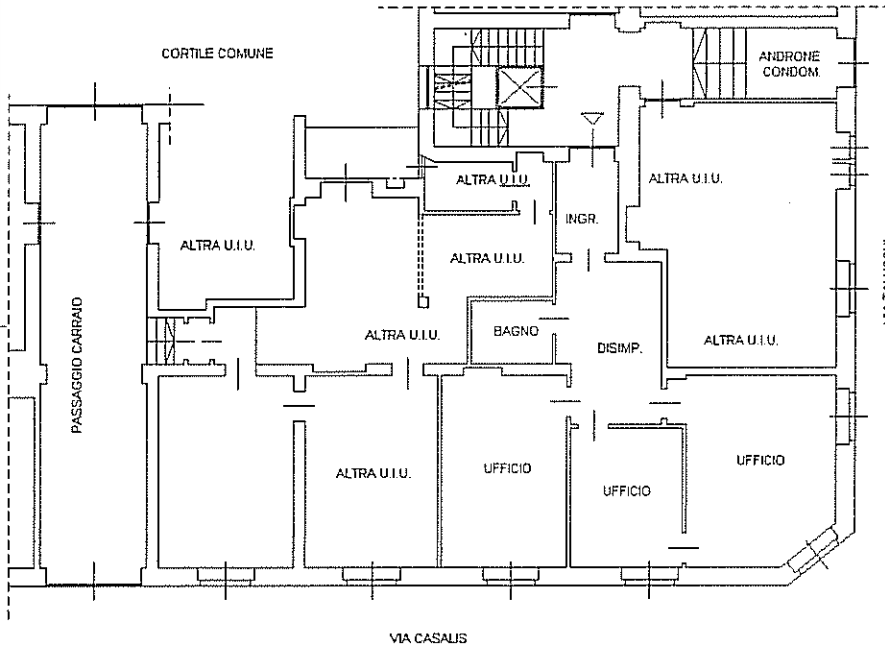 CORTILE COMUNE
ANDRONE
CONDOM.
ALTRA U.I.U.
ALTRA U.I.U.
INGR.
ALTRA U.I.U.
ALTRA U.I.U.
PASSAGGIO CARRAIO
ALTRA U.I.U.
BAGNO
DISIMP.
ALTRA U.I.U.
ALTRA U.I.U.
UFFICIO
UFFICIO
UFFICIO
VIA CASALIS